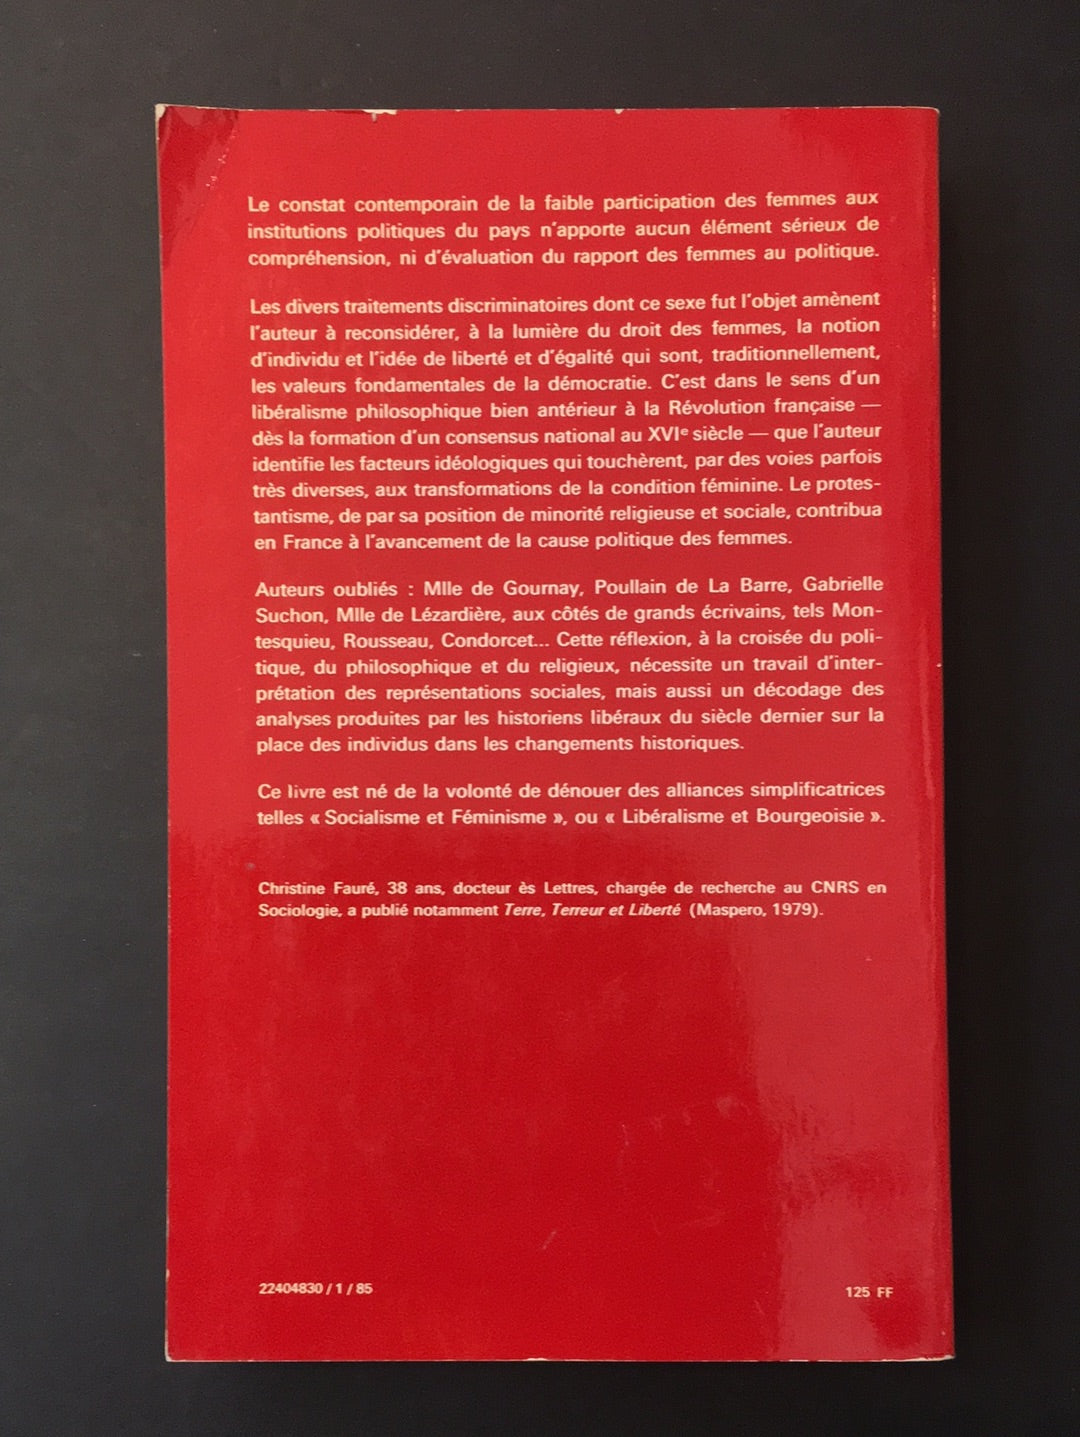 Le constat contemporain de la faible participation des femmes aux
institutions politiques du pays n'apporte aucun élément sérieux de
compréhension, ni d'évaluation du rapport des femmes au politique.
Les divers traitements discriminatoires dont ce sexe fut l'objet amènent
l'auteur à reconsidérer, à la lumière du droit des femmes, la notion
d'individu et l'idée de liberté et d'égalité qui sont, traditionnellement,
les valeurs fondamentales de la démocratie. C'est dans le sens d'un
libéralisme philosophique bien antérieur à la Révolution française —
dès la formation d'un consensus national au XVIe siècle — que l'auteur
identifie les facteurs idéologiques qui touchèrent, par des voies parfois
très diverses, aux transformations de la condition féminine. Le protes-
tantisme, de par sa position de minorité religieuse et sociale, contribua
en France à l'avancement de la cause politique des femmes.
Auteurs oubliés : Mlle de Gournay, Poullain de La Barre, Gabrielle
Suchon, Mlle de Lézardière, aux côtés de grands écrivains, tels Mon-
tesquieu, Rousseau, Condorcet... Cette réflexion, à la croisée du poli-
tique, du philosophique et du religieux, nécessite un travail d'inter-
prétation des représentations sociales, mais aussi un décodage des
analyses produites par les historiens libéraux du siècle dernier sur la
place des individus dans les changements historiques.
Ce livre est né de la volonté de dénouer des alliances simplificatrices
telles « Socialisme et Féminisme », ou « Libéralisme et Bourgeoisie ».
Christine Fauré, 38 ans, docteur ès Lettres, chargée de recherche au CNRS en
Sociologie, a publié notamment Terre, Terreur et Liberté (Maspero, 1979).
22404830 / 1 / 85
125 FF